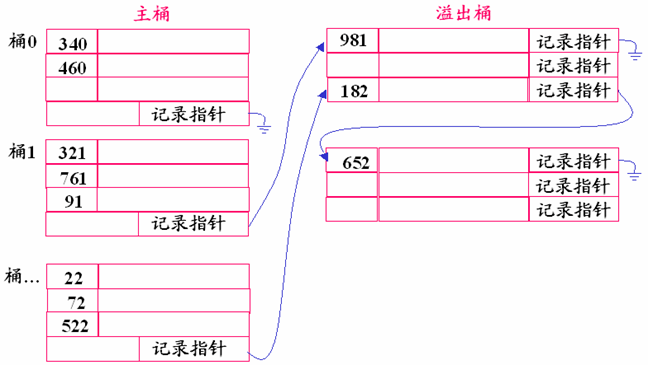 主桶
桶0
340
460
记录指针
桶1
321
761
91
记录指针
桶...
22
72
522
记录指针
溢出桶
981 记录指针
记录指针
182 记录指针
652 记录指针
记录指针
记录指针